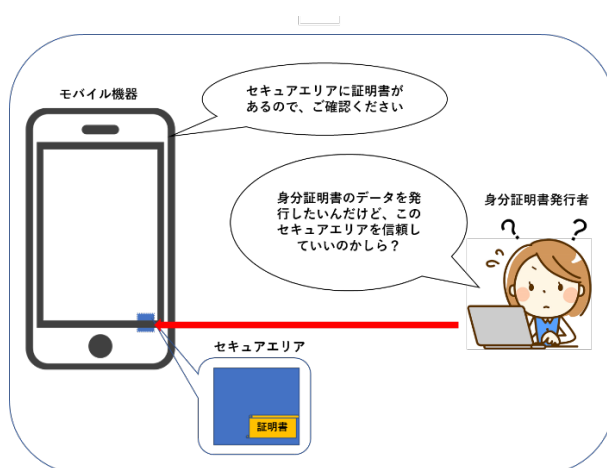 モバイル機器
セキュアエリアに証明書が
あるので、ご確認ください
身分証明書のデータを発
行したいんだけど、この
セキュアエリアを信頼し
ていいのかしら？
身分証明書発行者
? ?
セキュアエリア
証明書